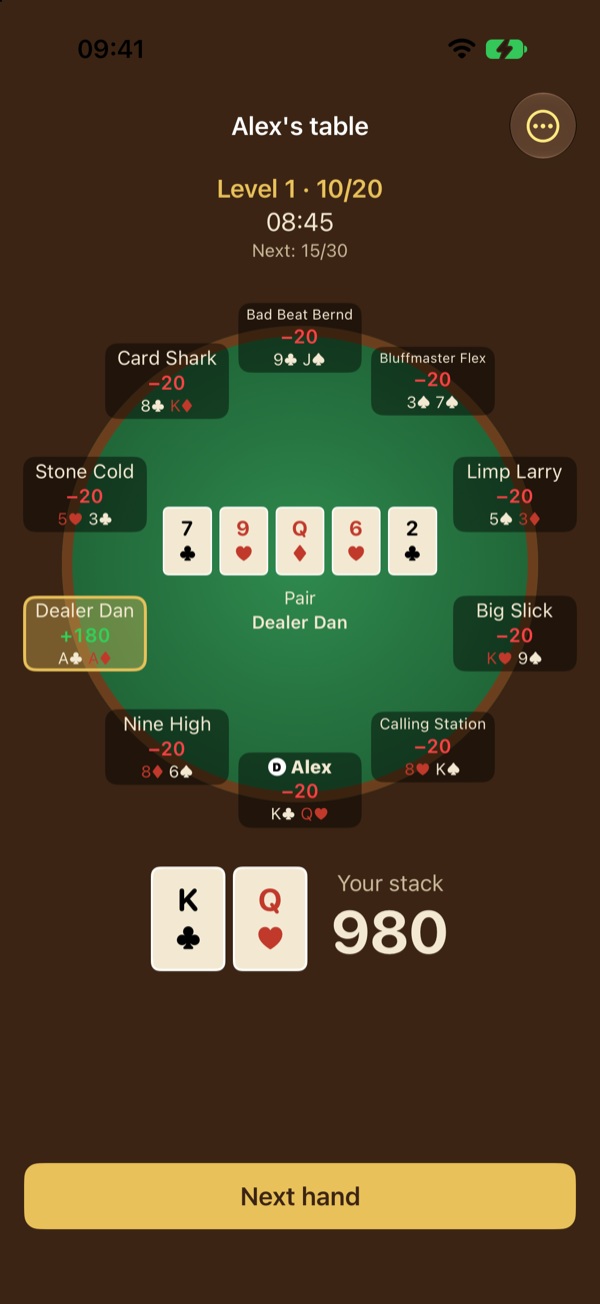 09:41
Alex's table
Level 1 · 10/20
08:45
Next: 15/30
Bad Beat Bernd
−20
9♣ J♠
Card Shark
−20
8♣ K♦
Bluffmaster Flex
−20
3♠ 7♠
Stone Cold
−20
5♥ 3♣
Limp Larry
−20
5♠ 3♦
7♣ 9♥ Q♦ 6♥ 2♣
Pair
Dealer Dan
Dealer Dan
+180
A♣ A♦
Big Slick
−20
K♥ 9♠
Nine High
−20
8♦ 6♠
Calling Station
−20
8♥ K♠
D Alex
−20
K♣ Q♥
K♣ Q♥
Your stack
980
Next hand